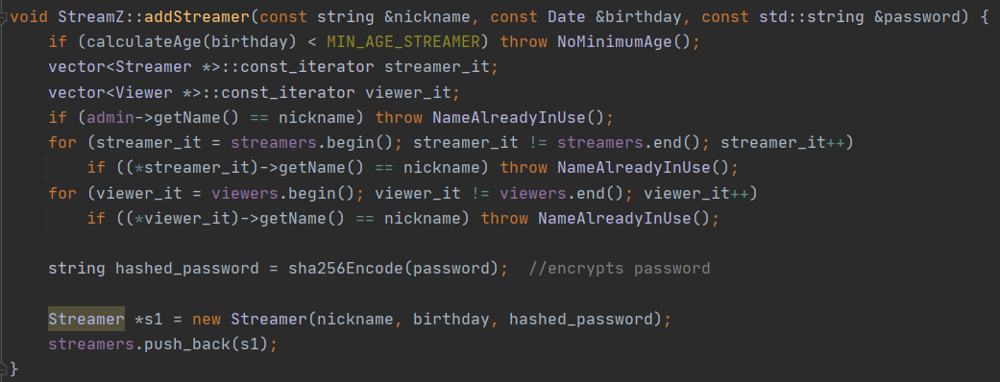 void StreamZ::addStreamer(const string &nickname, const Date &birthday, const std::string &password) {
    if (calculateAge(birthday) < MIN_AGE_STREAMER) throw NoMinimumAge();
    vector<Streamer *>::const_iterator streamer_it;
    vector<Viewer *>::const_iterator viewer_it;
    if (admin->getName() == nickname) throw NameAlreadyInUse();
    for (streamer_it = streamers.begin(); streamer_it != streamers.end(); streamer_it++)
        if ((*streamer_it)->getName() == nickname) throw NameAlreadyInUse();
    for (viewer_it = viewers.begin(); viewer_it != viewers.end(); viewer_it++)
        if ((*viewer_it)->getName() == nickname) throw NameAlreadyInUse();

    string hashed_password = sha256Encode(password);  //encrypts password

    Streamer *s1 = new Streamer(nickname, birthday, hashed_password);
    streamers.push_back(s1);
}